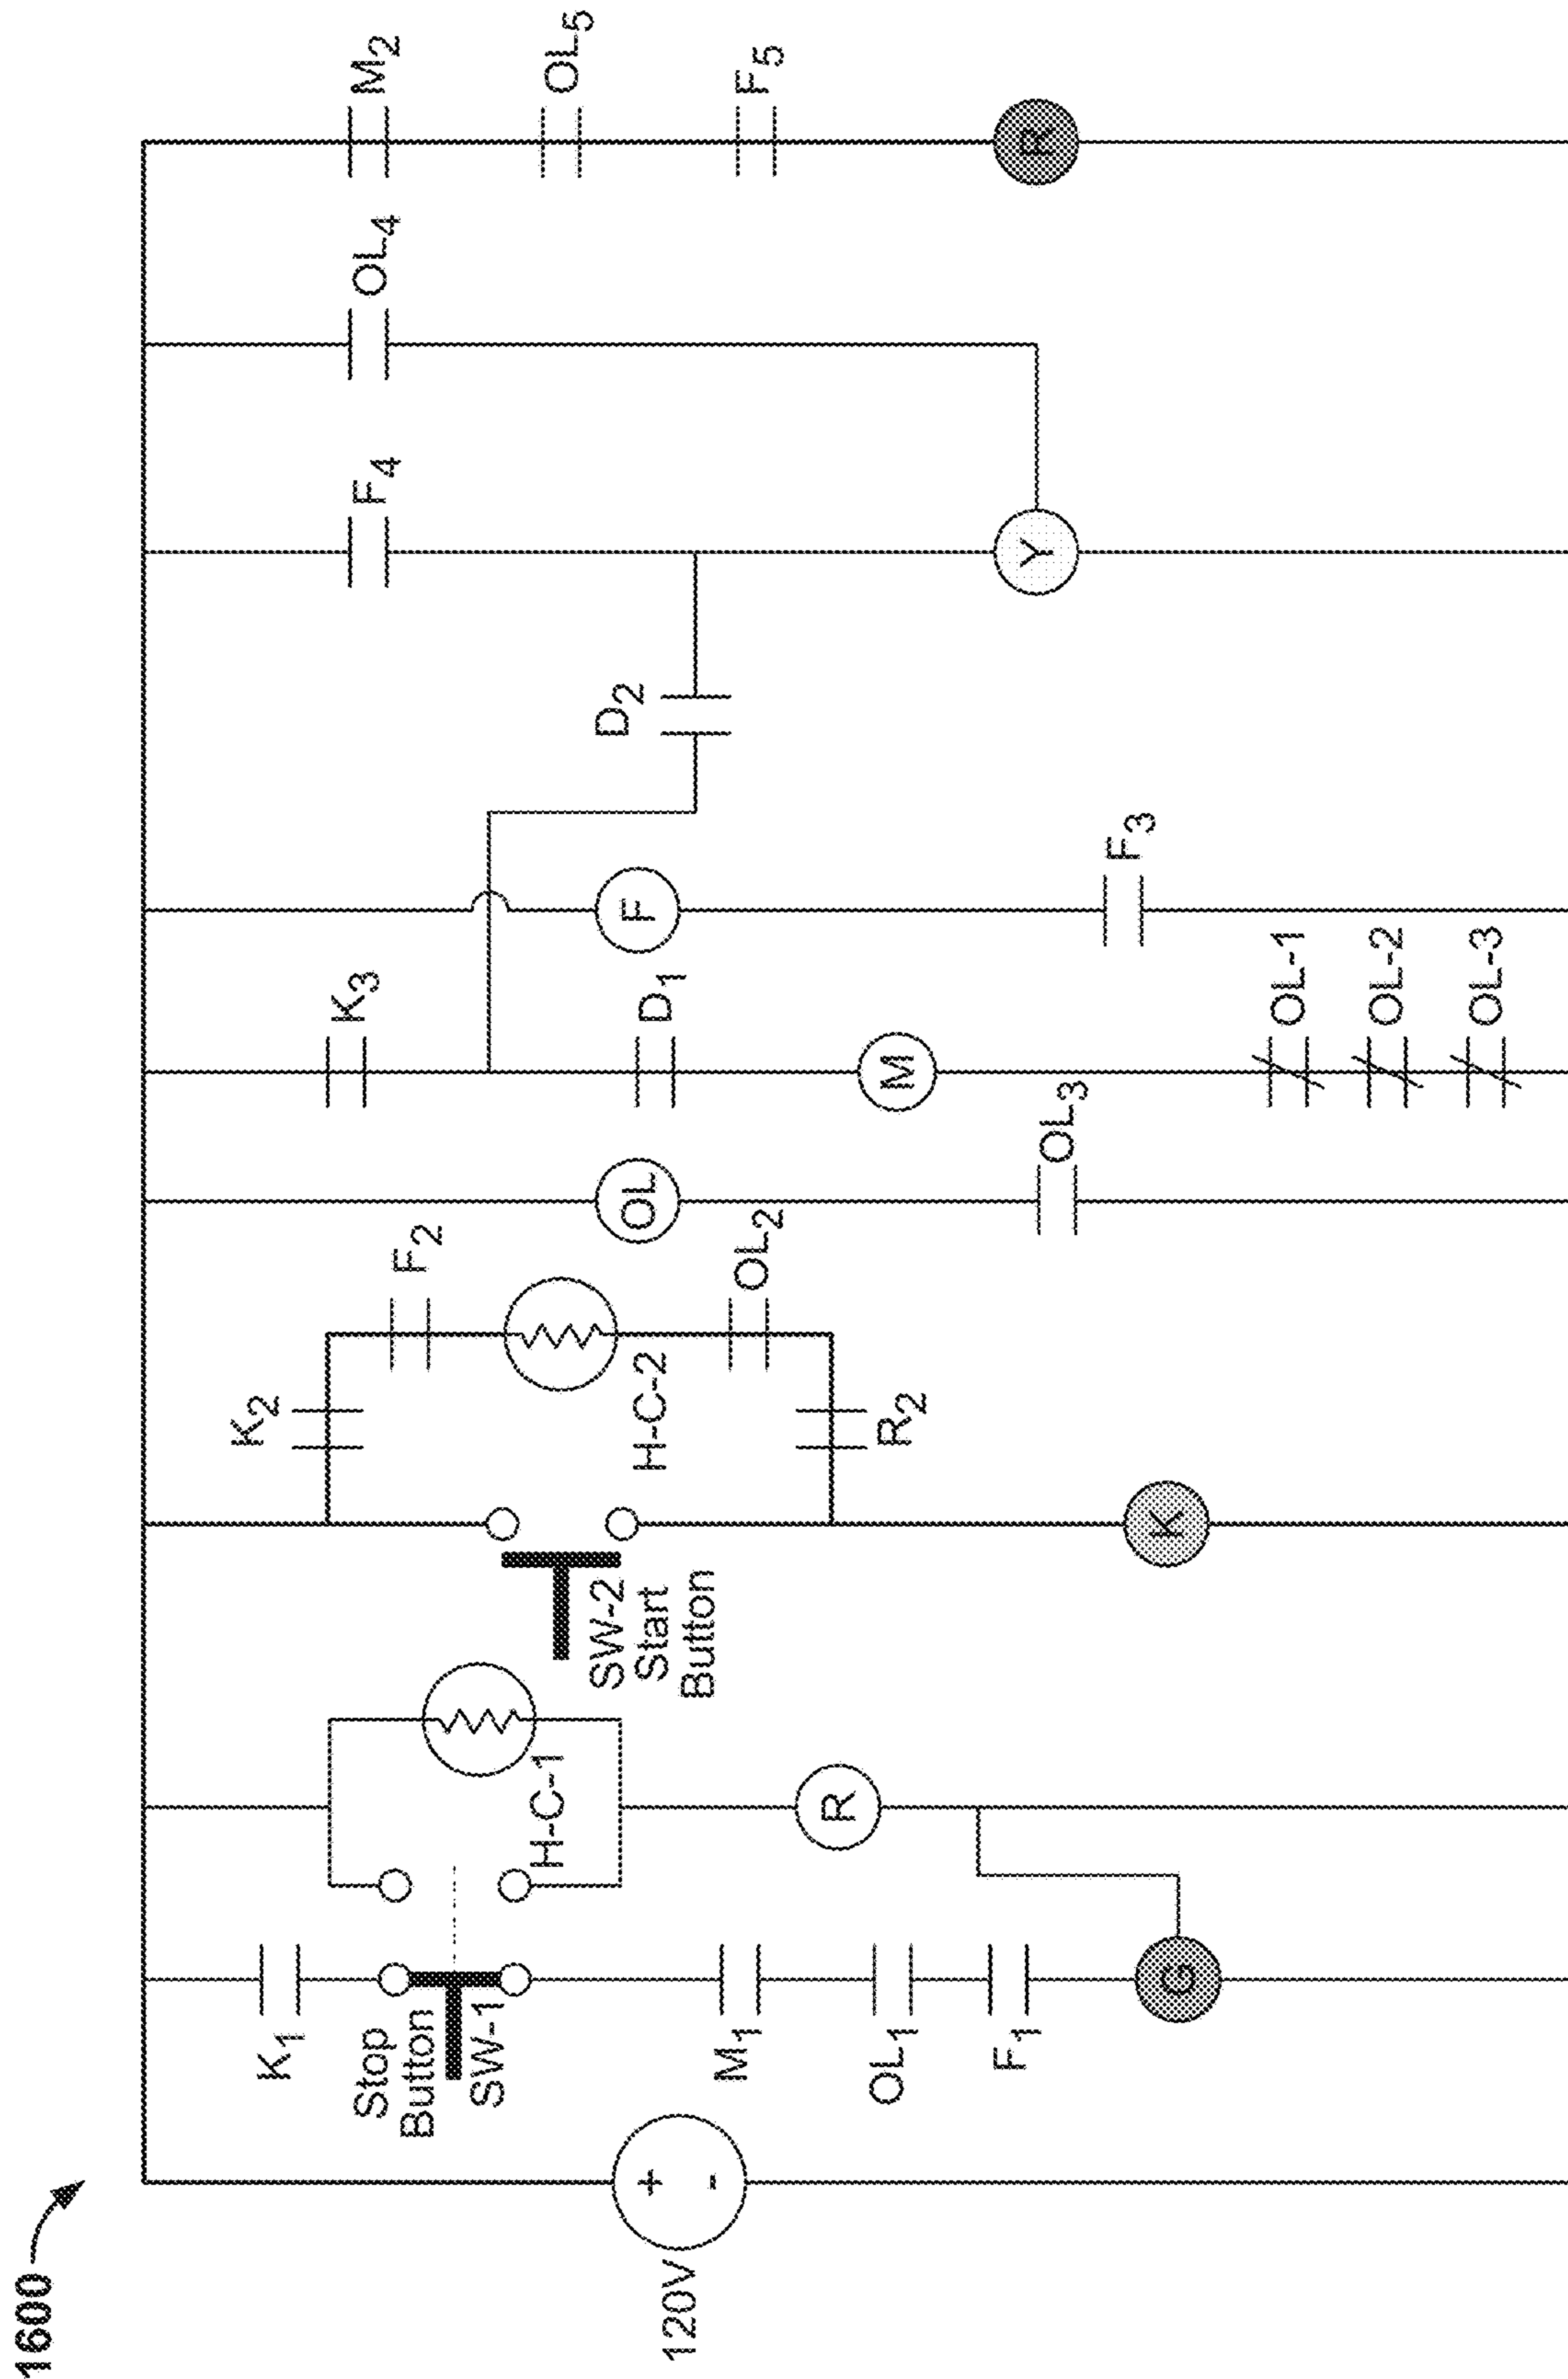 1600
120V
+
-
K1
Stop
Button
SW-1
M1
OL1
F1
G
H-C-1
R
SW-2
Start
Button
K2
F2
H-C-2
OL2
R2
K
OL
OL3
K3
D1
M
OL-1
OL-2
OL-3
F
F3
D2
F4
Y
OL4
M2
OL5
F5
R